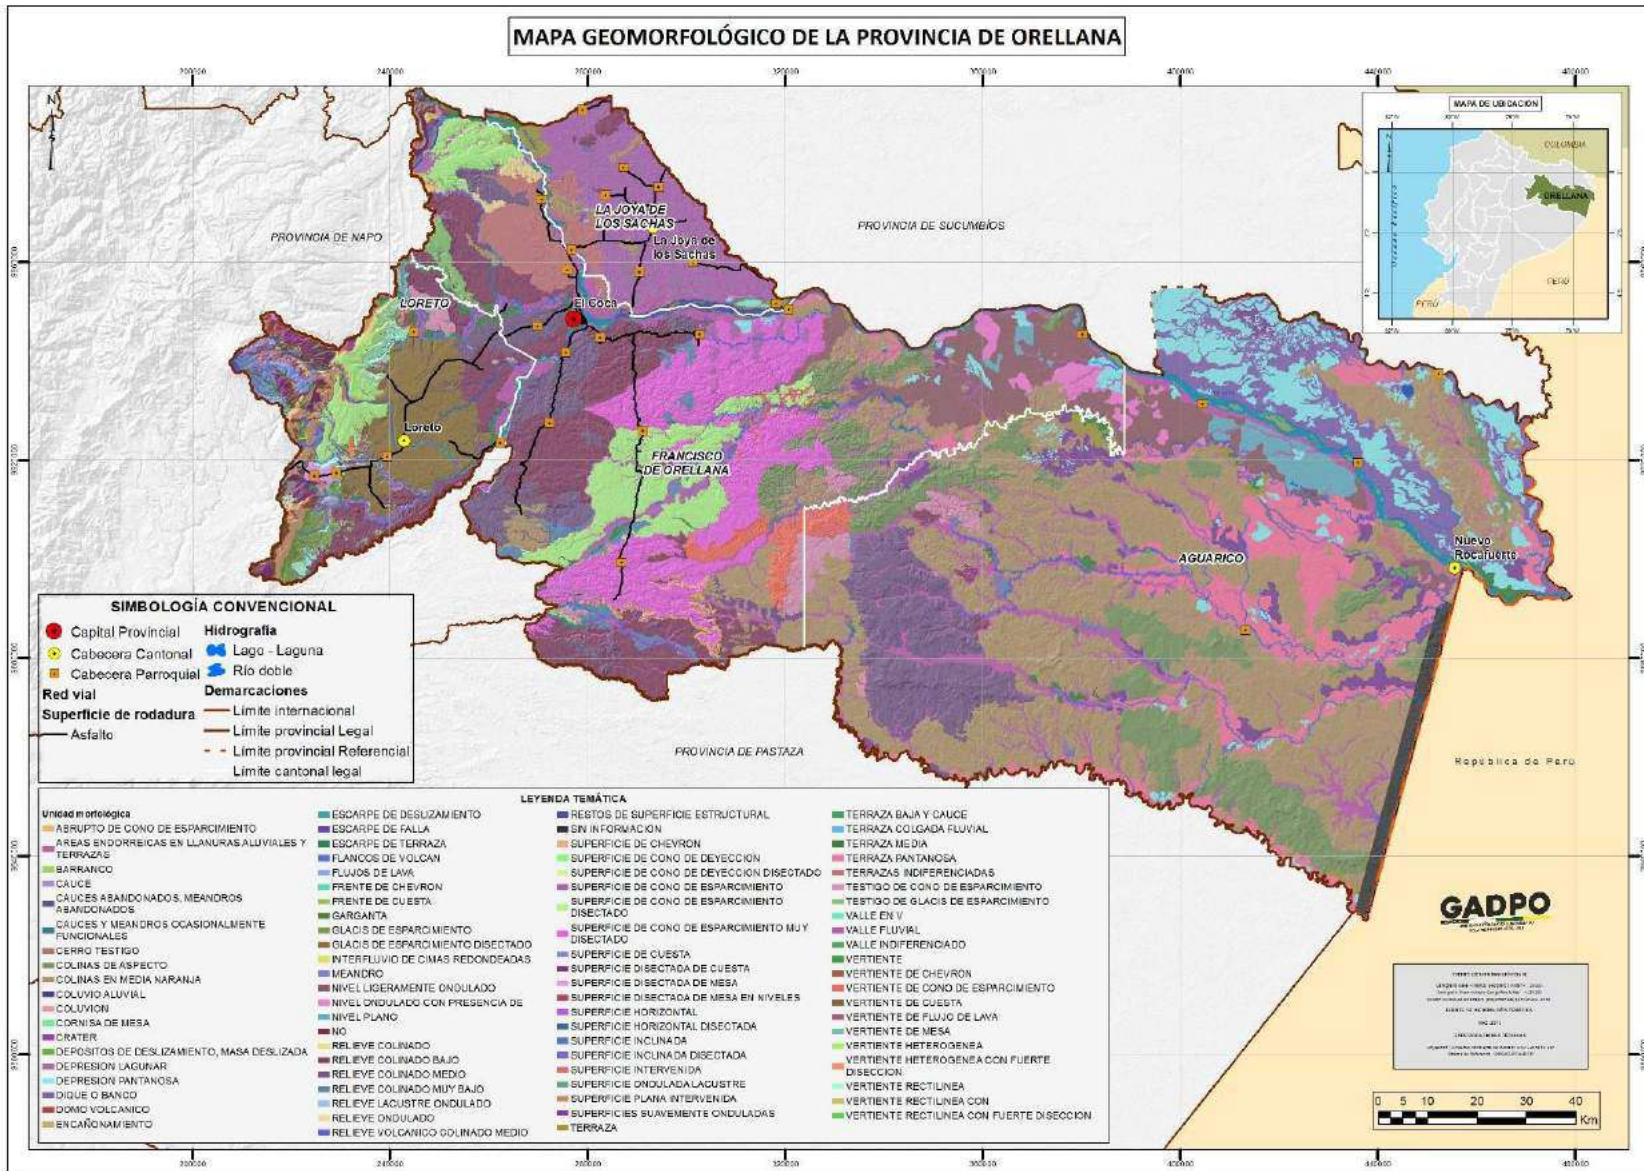 MAPA GEOMORFOLÓGICO DE LA PROVINCIA DE ORELLANA
N
MAPA DE UBICACIÓN
COLOMBIA
ORELLANA
PERÚ
PERÚ
PROVINCIA DE NAPO
PROVINCIA DE SUCUMBÍOS
LA JOYA DE
LOS SACHAS
La Joya de
los Sachas
LORETO
El Coca
Loreto
FRANCISCO
DE ORELLANA
AGUARICO
Nuevo
Rocafuerte
PROVINCIA DE PASTAZA
República de Perú
SIMBOLOGÍA CONVENCIONAL
Capital Provincial
Cabecera Cantonal
Cabecera Parroquial
Red vial
Superficie de rodadura
Asfalto
Hidrografía
Lago - Laguna
Río doble
Demarcaciones
Límite internacional
Límite provincial Legal
Límite provincial Referencial
Límite cantonal legal
LEYENDA TEMÁTICA
Unidad morfológica
ABRUPTO DE CONO DE ESPARCIMIENTO
AREAS ENDORREICAS EN LLANURAS ALUVIALES Y
TERRAZAS
BARRANCO
CAUCE
CAUCES ABANDONADOS, MEANDROS
ABANDONADOS
CAUCES Y MEANDROS OCASIONALMENTE
FUNCIONALES
CERRO TESTIGO
COLINAS DE ASPECTO
COLINAS EN MEDIA NARANJA
COLUVIO ALUVIAL
COLUVION
CORNISA DE MESA
CRATER
DEPOSITOS DE DESLIZAMIENTO, MASA DESLIZADA
DEPRESION LAGUNAR
DEPRESION PANTANOSA
DIQUE O BANCO
DOMO VOLCANICO
ENCAÑONAMIENTO
ESCARPE DE DESLIZAMIENTO
ESCARPE DE FALLA
ESCARPE DE TERRAZA
FLANCOS DE VOLCAN
FLUJOS DE LAVA
FRENTE DE CHEVRON
FRENTE DE CUESTA
GARGANTA
GLACIS DE ESPARCIMIENTO
GLACIS DE ESPARCIMIENTO DISECTADO
INTERFLUVIO DE CIMAS REDONDEADAS
MEANDRO
NIVEL LIGERAMENTE ONDULADO
NIVEL ONDULADO CON PRESENCIA DE
NIVEL PLANO
NO
RELIEVE COLINADO
RELIEVE COLINADO BAJO
RELIEVE COLINADO MEDIO
RELIEVE COLINADO MUY BAJO
RELIEVE LACUSTRE ONDULADO
RELIEVE ONDULADO
RELIEVE VOLCANICO COLINADO MEDIO
RESTOS DE SUPERFICIE ESTRUCTURAL
SIN INFORMACION
SUPERFICIE DE CHEVRON
SUPERFICIE DE CONO DE DEYECCION
SUPERFICIE DE CONO DE DEYECCION DISECTADO
SUPERFICIE DE CONO DE ESPARCIMIENTO
SUPERFICIE DE CONO DE ESPARCIMIENTO
DISECTADO
SUPERFICIE DE CONO DE ESPARCIMIENTO MUY
DISECTADO
SUPERFICIE DE CUESTA
SUPERFICIE DISECTADA DE CUESTA
SUPERFICIE DISECTADA DE MESA
SUPERFICIE DISECTADA DE MESA EN NIVELES
SUPERFICIE HORIZONTAL
SUPERFICIE HORIZONTAL DISECTADA
SUPERFICIE INCLINADA
SUPERFICIE INCLINADA DISECTADA
SUPERFICIE INTERVENIDA
SUPERFICIE ONDULADA LACUSTRE
SUPERFICIE PLANA INTERVENIDA
SUPERFICIES SUAVEMENTE ONDULADAS
TERRAZA
TERRAZA BAJA Y CAUCE
TERRAZA COLGADA FLUVIAL
TERRAZA MEDIA
TERRAZA PANTANOSA
TERRAZAS INDIFERENCIADAS
TESTIGO DE CONO DE ESPARCIMIENTO
TESTIGO DE GLACIS DE ESPARCIMIENTO
VALLE EN V
VALLE FLUVIAL
VALLE INDIFERENCIADO
VERTIENTE
VERTIENTE DE CHEVRON
VERTIENTE DE CONO DE ESPARCIMIENTO
VERTIENTE DE CUESTA
VERTIENTE DE FLUJO DE LAVA
VERTIENTE DE MESA
VERTIENTE HETEROGENEA
VERTIENTE HETEROGENEA CON FUERTE
DISECCION
VERTIENTE RECTILINEA
VERTIENTE RECTILINEA CON
VERTIENTE RECTILINEA CON FUERTE DISECCION
GADPO
0 5 10 20 30 40
Km